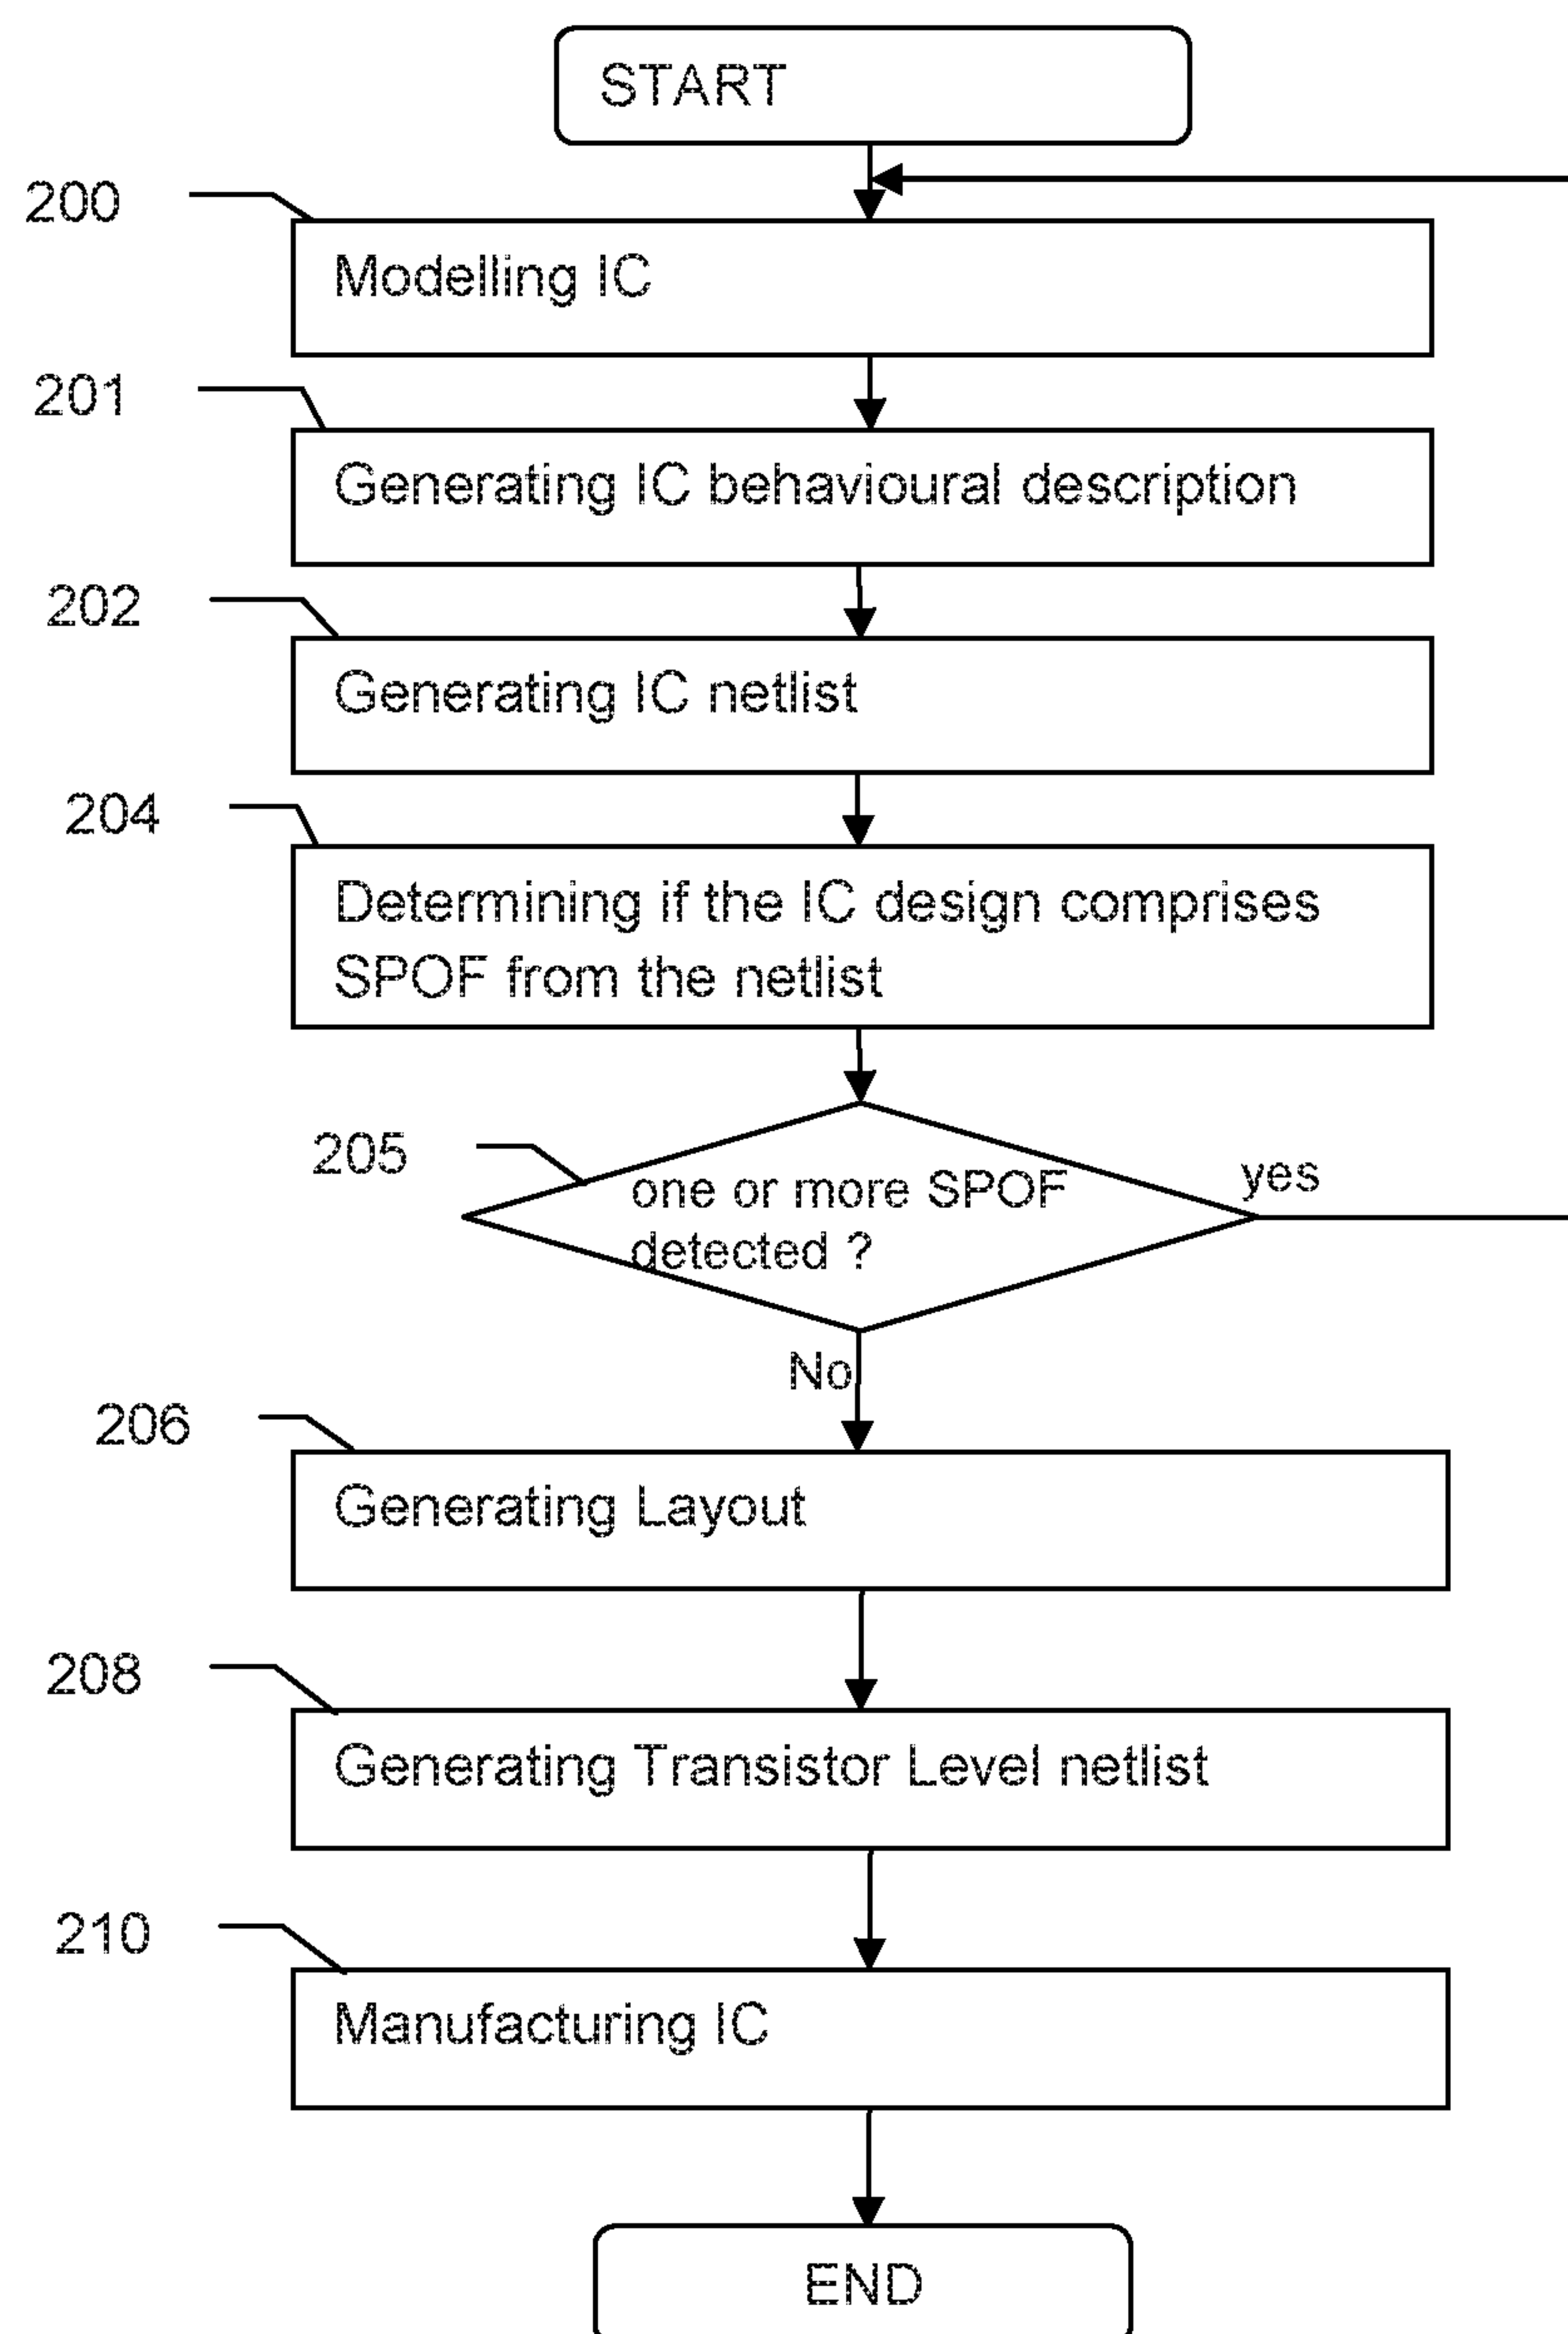 START
200
Modelling IC
201
Generating IC behavioural description
202
Generating IC netlist
204
Determining if the IC design comprises
SPOF from the netlist
205
one or more SPOF
detected ?
yes
No
206
Generating Layout
208
Generating Transistor Level netlist
210
Manufacturing IC
END